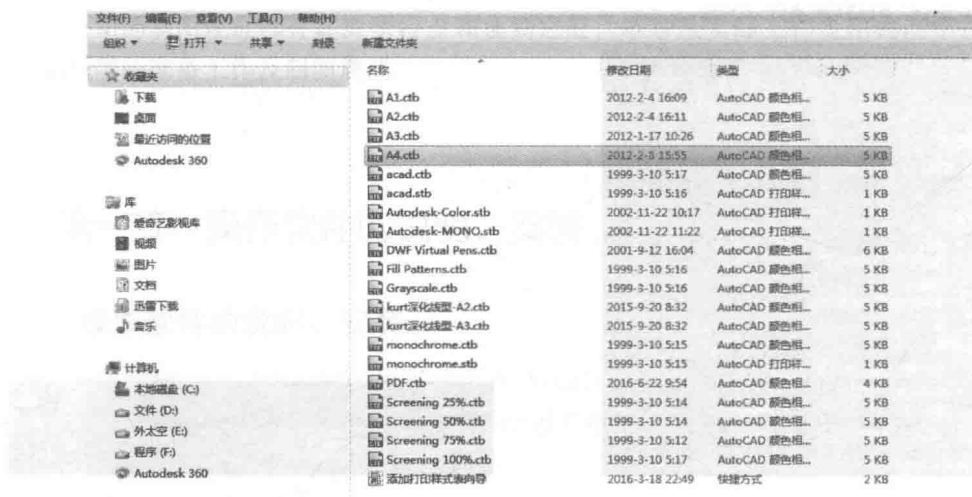 文件(F) 编辑(E) 查看(V) 工具(T) 帮助(H)
组织 打开 共享 刻录 新建文件夹
收藏夹
下载
桌面
最近访问的位置
Autodesk 360
库
爱奇艺影视库
视频
图片
文档
迅雷下载
音乐
计算机
本地磁盘 (C:)
文件 (D:)
外太空 (E:)
程序 (F:)
Autodesk 360
名称 修改日期 类型 大小
A1.ctb 2012-2-4 16:09 AutoCAD 颜色相... 5 KB
A2.ctb 2012-2-4 16:11 AutoCAD 颜色相... 5 KB
A3.ctb 2012-1-17 10:26 AutoCAD 颜色相... 5 KB
A4.ctb 2012-2-8 15:55 AutoCAD 颜色相... 5 KB
acad.ctb 1999-3-10 5:17 AutoCAD 颜色相... 5 KB
acad.stb 1999-3-10 5:16 AutoCAD 打印样... 1 KB
Autodesk-Color.stb 2002-11-22 10:17 AutoCAD 打印样... 1 KB
Autodesk-MONO.stb 2002-11-22 11:22 AutoCAD 打印样... 1 KB
DWF Virtual Pens.ctb 2001-9-12 16:04 AutoCAD 颜色相... 6 KB
Fill Patterns.ctb 1999-3-10 5:16 AutoCAD 颜色相... 5 KB
Grayscale.ctb 1999-3-10 5:16 AutoCAD 颜色相... 5 KB
kurt深化线型-A2.ctb 2015-9-20 8:32 AutoCAD 颜色相... 5 KB
kurt深化线型-A3.ctb 2015-9-20 8:32 AutoCAD 颜色相... 5 KB
monochrome.ctb 1999-3-10 5:15 AutoCAD 颜色相... 5 KB
monochrome.stb 1999-3-10 5:15 AutoCAD 打印样... 1 KB
PDF.ctb 2016-6-22 9:54 AutoCAD 颜色相... 4 KB
Screening 25%.ctb 1999-3-10 5:14 AutoCAD 颜色相... 5 KB
Screening 50%.ctb 1999-3-10 5:14 AutoCAD 颜色相... 5 KB
Screening 75%.ctb 1999-3-10 5:12 AutoCAD 颜色相... 5 KB
Screening 100%.ctb 1999-3-10 5:17 AutoCAD 颜色相... 5 KB
添加打印样式表向导 2016-3-18 22:49 快捷方式 2 KB